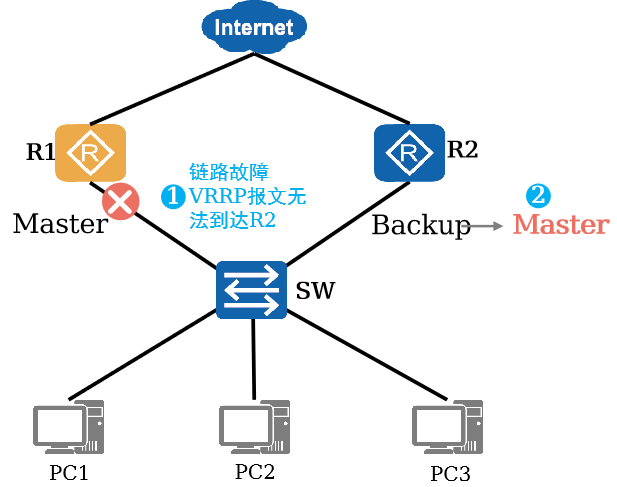 Internet
R
R1
R
R2
1
链路故障
VRRP报文无
法到达R2
2
Master
Backup
Master
SW
PC1
PC2
PC3